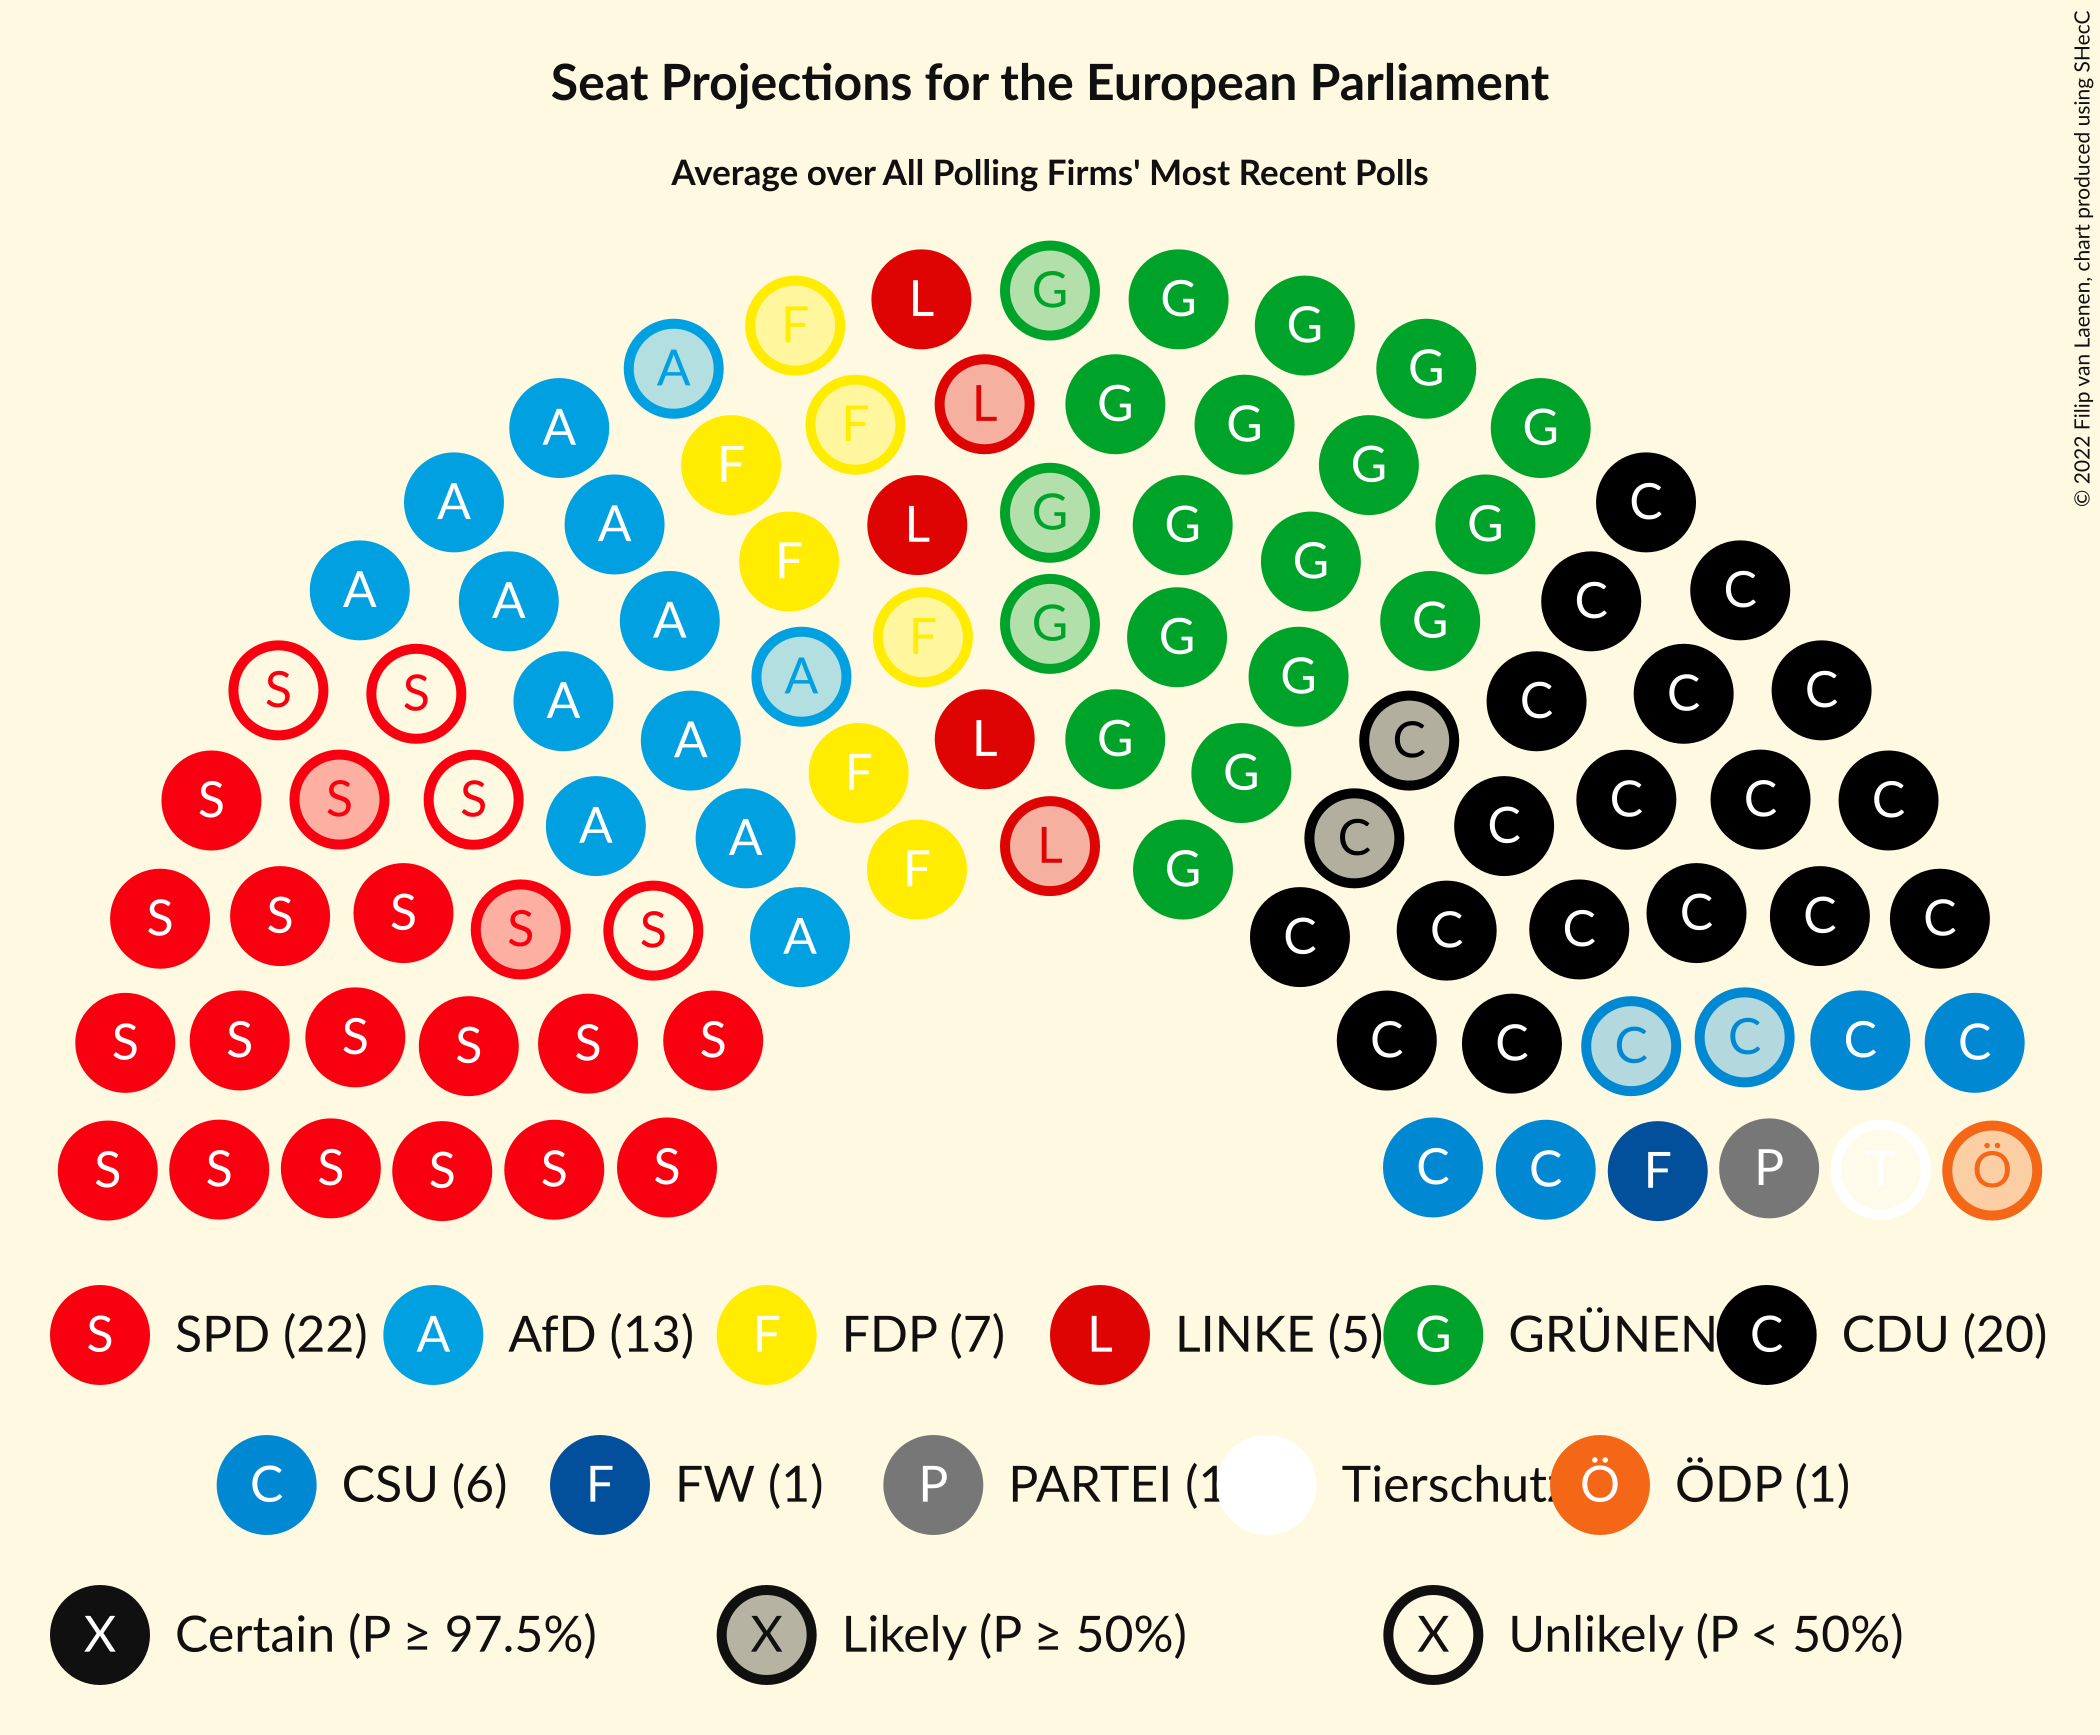 Seat Projections for the European Parliament
Average over All Polling Firms' Most Recent Polls
© 2022 Filip van Laenen, chart produced using SHecC
L G G G
F G
A L G
A F G G G
A F L G G C
A A F G G G C
A A F G G C
A A G C
S S A A C C C
A F L G G C
S S S A A F L G C C C C C
S S S S S A F G C C C C C C
S S S S S S C C C C C C
S S S S S S C C F P T Ö
S SPD (22) A AfD (13) F FDP (7) L LINKE (5) G GRÜNEN C CDU (20)
C CSU (6) F FW (1) P PARTEI (1 Tierschutz Ö ÖDP (1)
X Certain (P ≥ 97.5%) X Likely (P ≥ 50%) X Unlikely (P < 50%)